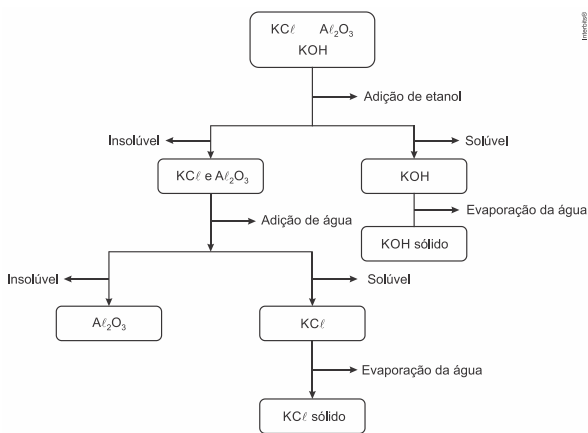 Interbits®
KCℓ Aℓ₂O₃
KOH
Adição de etanol
Insolúvel
Solúvel
KCℓ e Aℓ₂O₃
KOH
Adição de água
Evaporação da água
KOH sólido
Insolúvel
Solúvel
Aℓ₂O₃
KCℓ
Evaporação da água
KCℓ sólido